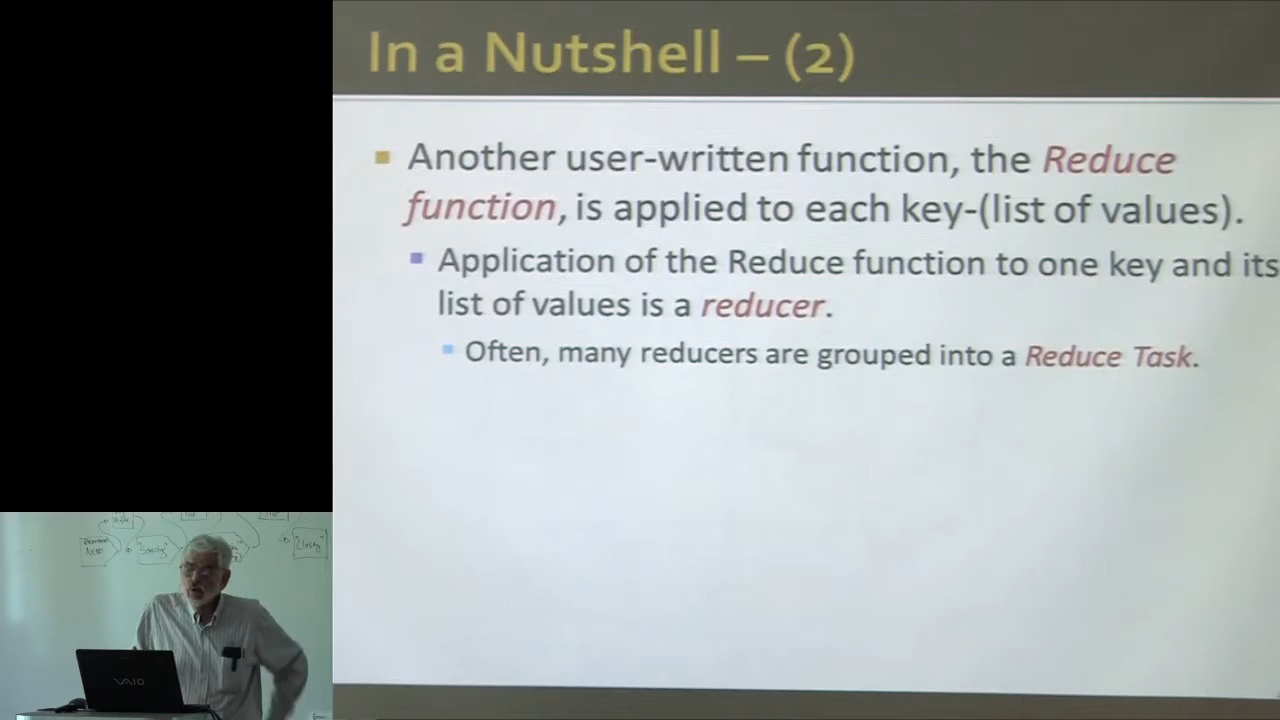 In a Nutshell – (2)
Another user-written function, the Reduce
function, is applied to each key-(list of values).
Application of the Reduce function to one key and its
list of values is a reducer.
Often, many reducers are grouped into a Reduce Task.
"Closing"
VAIO